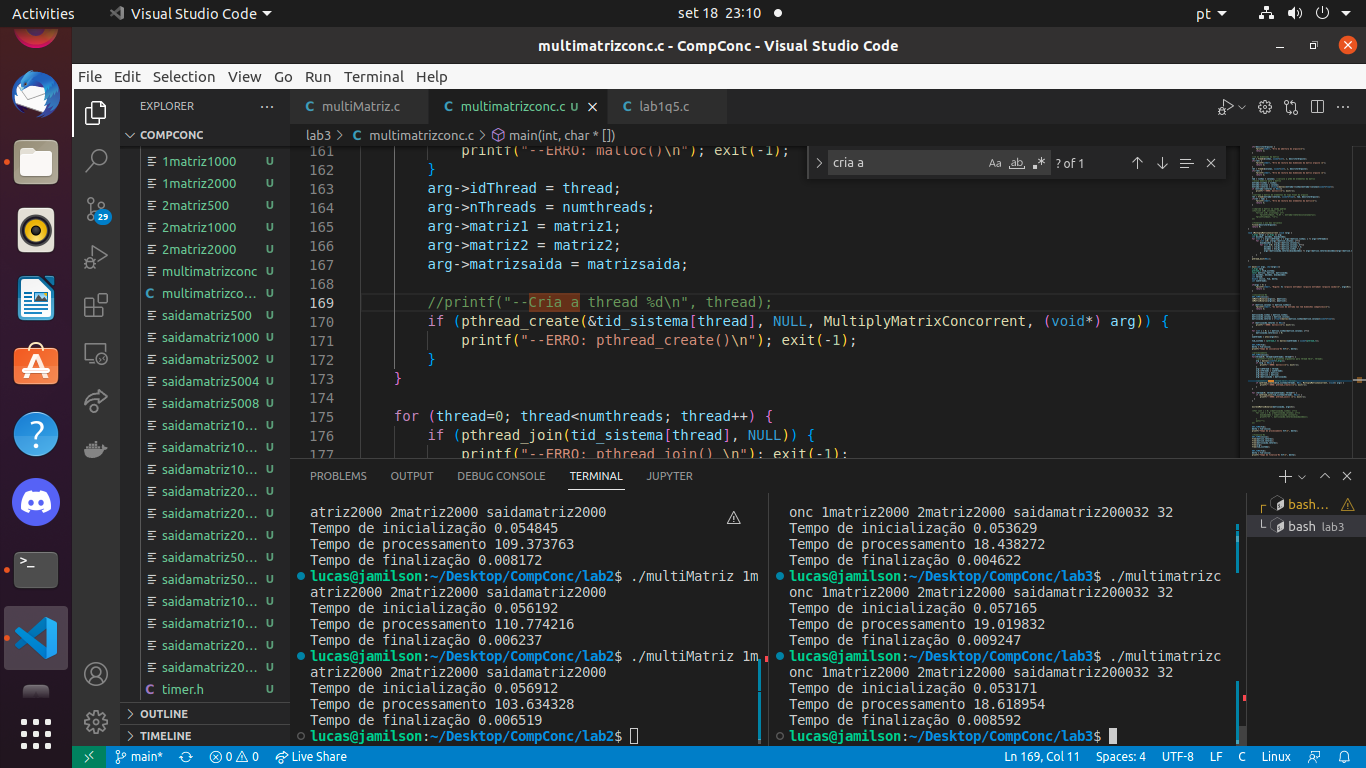 Activities
Visual Studio Code
set 18 23:10
pt
multimatrizconc.c - CompConc - Visual Studio Code
File Edit Selection View Go Run Terminal Help
EXPLORER
COMPCONC
1matriz1000 U
1matriz2000 U
2matriz500 U
2matriz1000 U
2matriz2000 U
multimatrizconc U
C multimatrizco... U
saidamatriz500 U
saidamatriz1000 U
saidamatriz5002 U
saidamatriz5004 U
saidamatriz5008 U
saidamatriz10... U
saidamatriz10... U
saidamatriz10... U
saidamatriz20... U
saidamatriz20... U
saidamatriz20... U
saidamatriz50... U
saidamatriz50... U
saidamatriz10... U
saidamatriz10... U
saidamatriz20... U
saidamatriz20... U
C timer.h U
OUTLINE
TIMELINE
29
C multiMatriz.c
C multimatrizconc.c U
C lab1q5.c
lab3 > C multimatrizconc.c > main(int, char * [])
cria a
Aa ab .*
? of 1
161 printf("--ERRO: malloc()\n"); exit(-1);
162 }
163 arg->idThread = thread;
164 arg->nThreads = numthreads;
165 arg->matriz1 = matriz1;
166 arg->matriz2 = matriz2;
167 arg->matrizsaida = matrizsaida;
168
169 //printf("--Cria a thread %d\n", thread);
170 if (pthread_create(&tid_sistema[thread], NULL, MultiplyMatrixConcorrent, (void*) arg)) {
171 printf("--ERRO: pthread_create()\n"); exit(-1);
172 }
173 }
174
175 for (thread=0; thread<numthreads; thread++) {
176 if (pthread_join(tid_sistema[thread], NULL)) {
177 printf("--ERRO: pthread_join() \n"); exit(-1);
PROBLEMS OUTPUT DEBUG CONSOLE TERMINAL JUPYTER
atriz2000 2matriz2000 saidamatriz2000
Tempo de inicialização 0.054845
Tempo de processamento 109.373763
Tempo de finalização 0.008172
lucas@jamilson:~/Desktop/CompConc/lab2$ ./multiMatriz 1m
atriz2000 2matriz2000 saidamatriz2000
Tempo de inicialização 0.056192
Tempo de processamento 110.774216
Tempo de finalização 0.006237
lucas@jamilson:~/Desktop/CompConc/lab2$ ./multiMatriz 1m
atriz2000 2matriz2000 saidamatriz2000
Tempo de inicialização 0.056912
Tempo de processamento 103.634328
Tempo de finalização 0.006519
lucas@jamilson:~/Desktop/CompConc/lab2$
onc 1matriz2000 2matriz2000 saidamatriz200032 32
Tempo de inicialização 0.053629
Tempo de processamento 18.438272
Tempo de finalização 0.004622
lucas@jamilson:~/Desktop/CompConc/lab3$ ./multimatrizc
onc 1matriz2000 2matriz2000 saidamatriz200032 32
Tempo de inicialização 0.057165
Tempo de processamento 19.019832
Tempo de finalização 0.009247
lucas@jamilson:~/Desktop/CompConc/lab3$ ./multimatrizc
onc 1matriz2000 2matriz2000 saidamatriz200032 32
Tempo de inicialização 0.053171
Tempo de processamento 18.618954
Tempo de finalização 0.008592
lucas@jamilson:~/Desktop/CompConc/lab3$
bash...
bash lab3
main*
0 0
Live Share
Ln 169, Col 11
Spaces: 4
UTF-8
LF
C
Linux